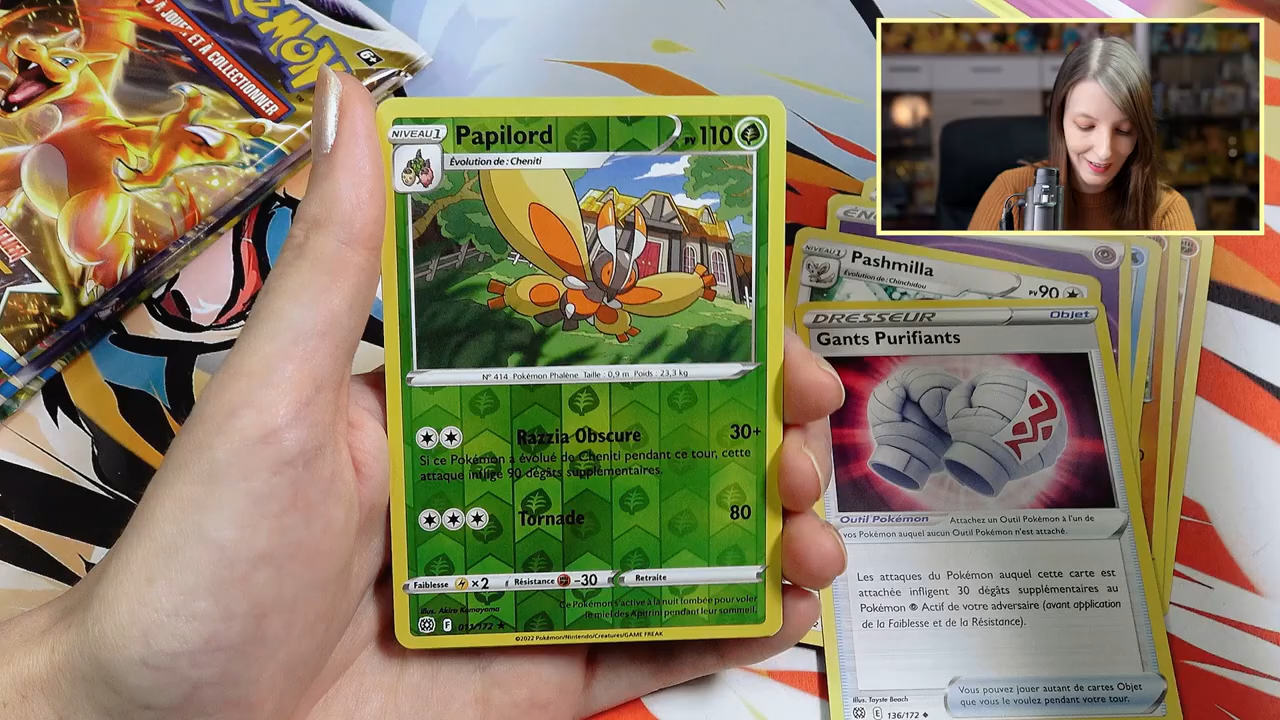 À JOUER ET À COLLECTIONNER
POKÉMON
6+
NIVEAU 1
Papilord
PV 110
Évolution de : Cheniti
N° 414 Pokémon Phalène Taille : 0,9 m Poids : 23,3 kg
Razzia Obscure 30+
Si ce Pokémon a évolué de Cheniti pendant ce tour, cette
attaque inflige 90 dégâts supplémentaires.
Tornade 80
Faiblesse ×2 Résistance -30 Retraite
Illus. Akira Komayama
Ce Pokémon s'active à la nuit tombée pour voler
le miel des Apitrini pendant leur sommeil.
F
/172 ★
©2022 Pokémon/Nintendo/Creatures/GAME FREAK
NIVEAU 1
Pashmilla
Évolution de : Chinchidou
PV 90
DRESSEUR Objet
Gants Purifiants
Outil Pokémon Attachez un Outil Pokémon à l'un de
vos Pokémon auquel aucun Outil Pokémon n'est attaché.
Les attaques du Pokémon auquel cette carte est
attachée infligent 30 dégâts supplémentaires au
Pokémon Actif de votre adversaire (avant application
de la Faiblesse et de la Résistance).
Illus. Tayste Beach
E 136/172 ◆
Vous pouvez jouer autant de cartes Objet
que vous le voulez pendant votre tour.